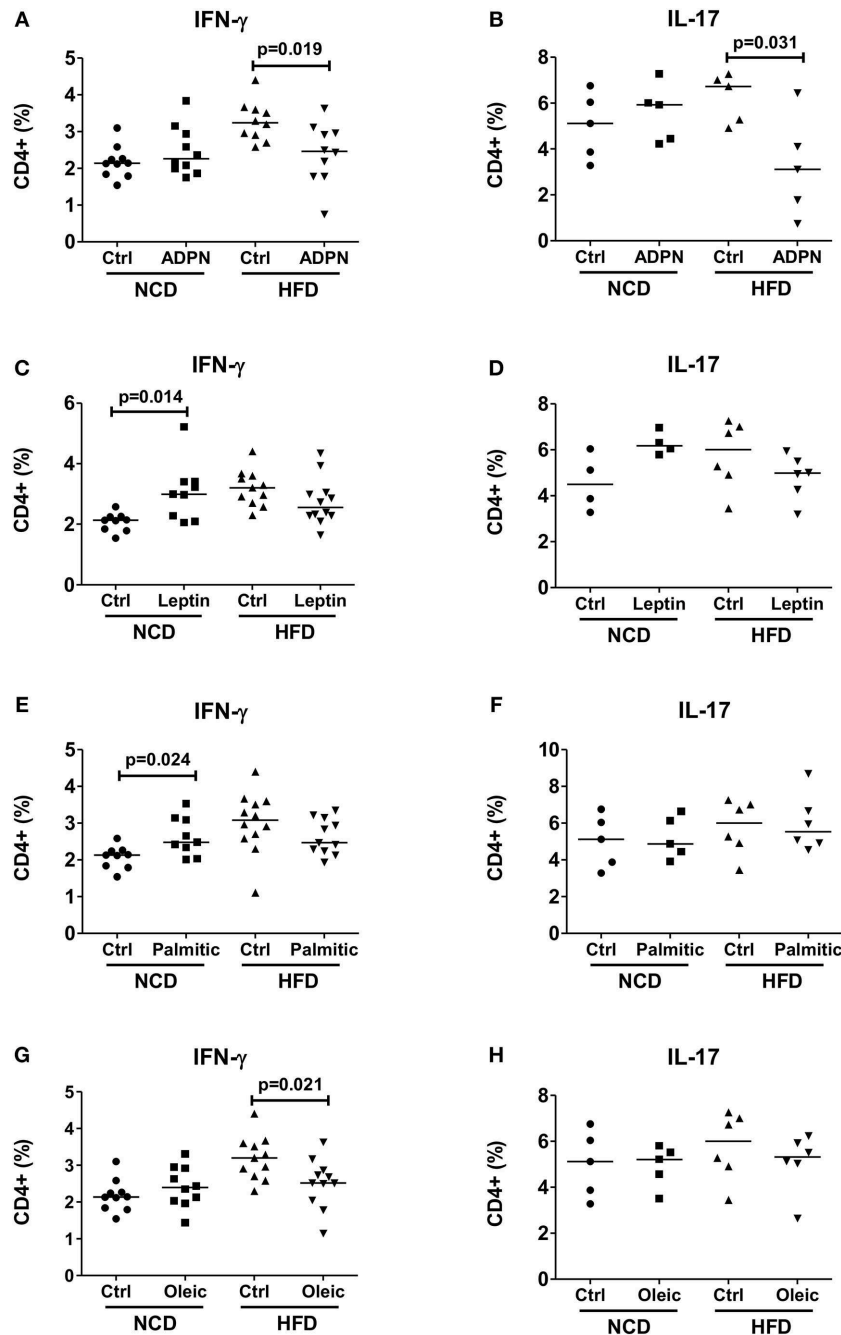 A
IFN-γ
p=0.019
CD4+ (%)
5
4
3
2
1
0
Ctrl ADPN Ctrl ADPN
NCD HFD
B
IL-17
p=0.031
CD4+ (%)
8
6
4
2
0
Ctrl ADPN Ctrl ADPN
NCD HFD
C
IFN-γ
p=0.014
CD4+ (%)
6
4
2
0
Ctrl Leptin Ctrl Leptin
NCD HFD
D
IL-17
CD4+ (%)
8
6
4
2
0
Ctrl Leptin Ctrl Leptin
NCD HFD
E
IFN-γ
p=0.024
CD4+ (%)
5
4
3
2
1
0
Ctrl Palmitic Ctrl Palmitic
NCD HFD
F
IL-17
CD4+ (%)
10
8
6
4
2
0
Ctrl Palmitic Ctrl Palmitic
NCD HFD
G
IFN-γ
p=0.021
CD4+ (%)
5
4
3
2
1
0
Ctrl Oleic Ctrl Oleic
NCD HFD
H
IL-17
CD4+ (%)
8
6
4
2
0
Ctrl Oleic Ctrl Oleic
NCD HFD